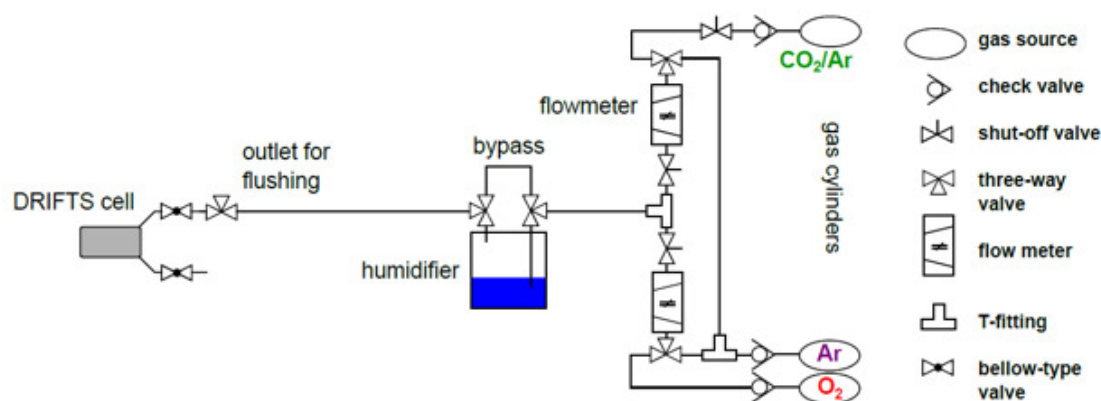 CO₂/Ar
flowmeter
bypass
outlet for
flushing
DRIFTS cell
humidifier
gas cylinders
Ar
O₂
gas source
check valve
shut-off valve
three-way
valve
flow meter
T-fitting
bellow-type
valve